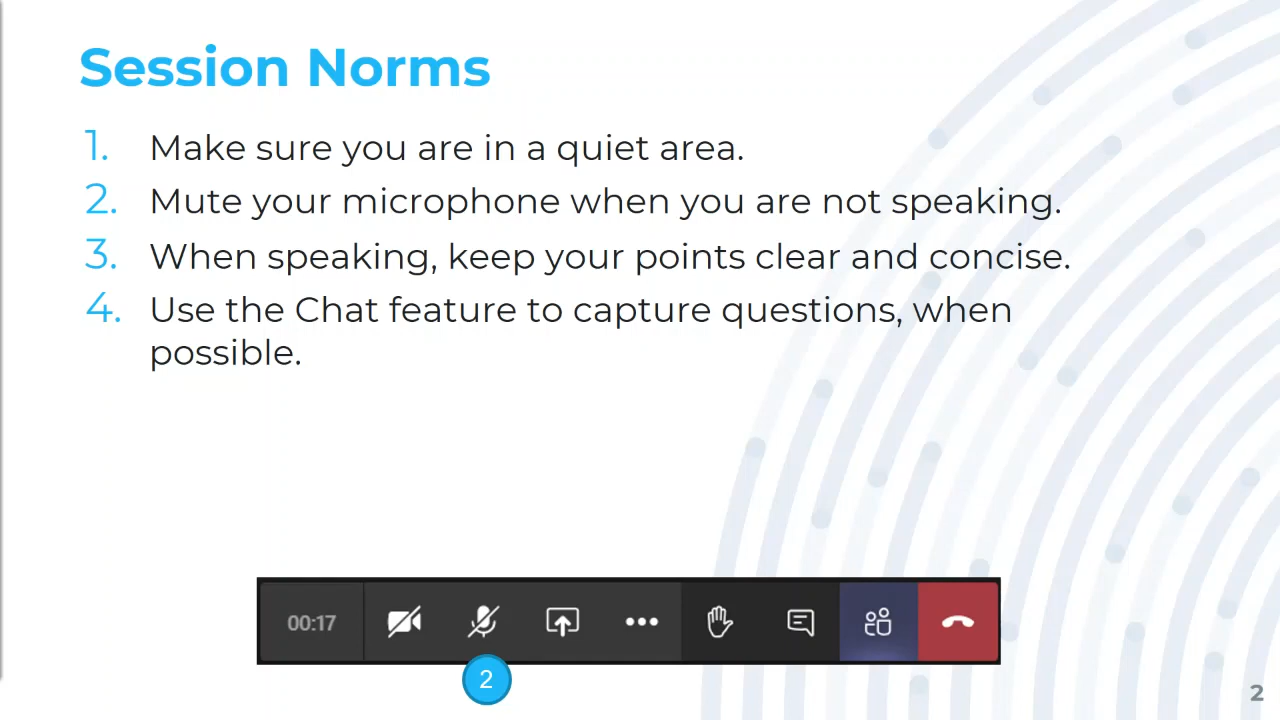 Session Norms
1. Make sure you are in a quiet area.
2. Mute your microphone when you are not speaking.
3. When speaking, keep your points clear and concise.
4. Use the Chat feature to capture questions, when
possible.
00:17
2
2